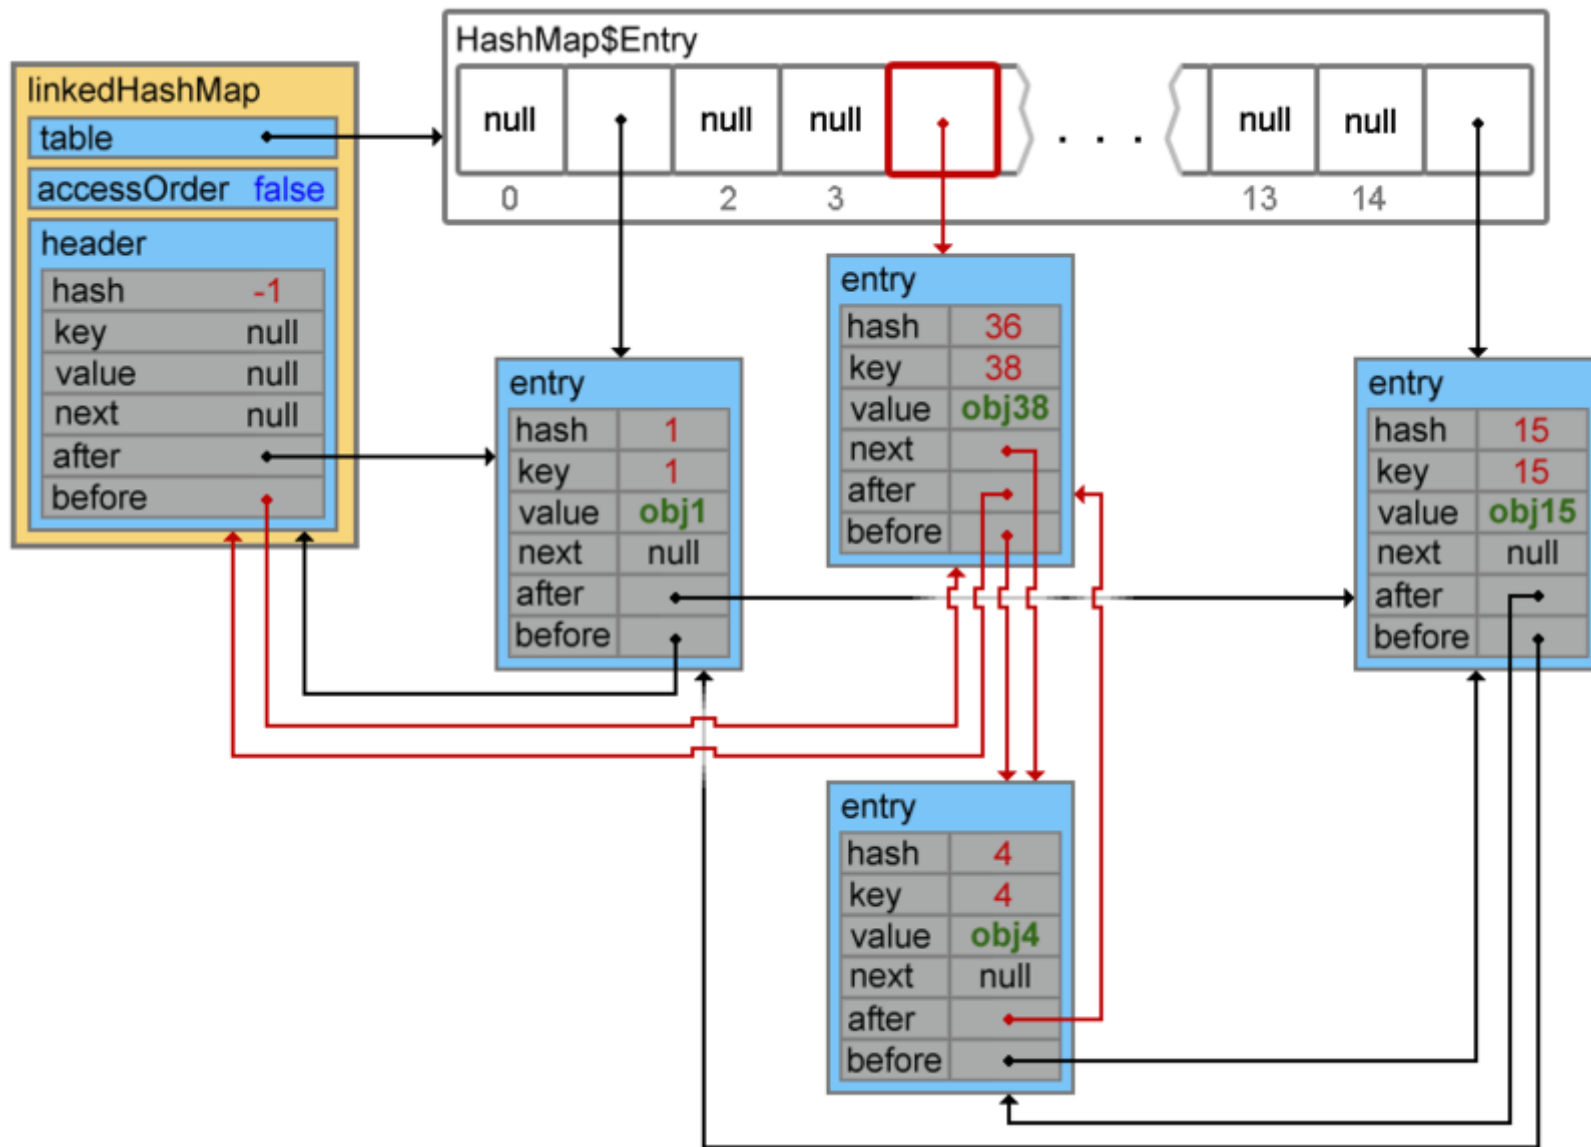 HashMap$Entry
null null null null null
0 2 3 13 14
. . .
linkedHashMap
table
accessOrder false
header
hash -1
key null
value null
next null
after
before
entry
hash 1
key 1
value obj1
next null
after
before
entry
hash 36
key 38
value obj38
next
after
before
entry
hash 15
key 15
value obj15
next null
after
before
entry
hash 4
key 4
value obj4
next null
after
before